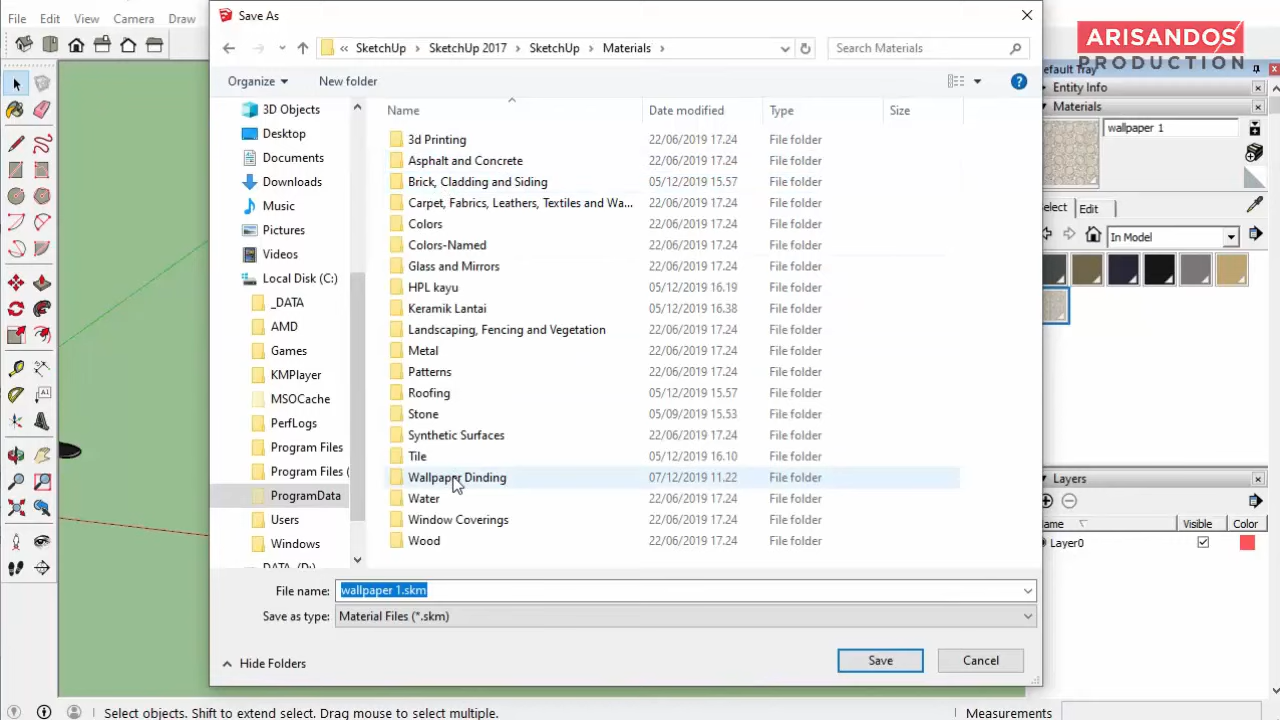 File Edit View Camera Draw
Save As
ARISANDOS
PRODUCTION
« SketchUp › SketchUp 2017 › SketchUp › Materials ›
Search Materials
Organize
New folder
3D Objects
Desktop
Documents
Downloads
Music
Pictures
Videos
Local Disk (C:)
_DATA
AMD
Games
KMPlayer
MSOCache
PerfLogs
Program Files
Program Files (
ProgramData
Users
Windows
DATA (D:)
Name Date modified Type Size
3d Printing 22/06/2019 17.24 File folder
Asphalt and Concrete 22/06/2019 17.24 File folder
Brick, Cladding and Siding 05/12/2019 15.57 File folder
Carpet, Fabrics, Leathers, Textiles and Wa... 22/06/2019 17.24 File folder
Colors 22/06/2019 17.24 File folder
Colors-Named 22/06/2019 17.24 File folder
Glass and Mirrors 22/06/2019 17.24 File folder
HPL kayu 05/12/2019 16.19 File folder
Keramik Lantai 05/12/2019 16.38 File folder
Landscaping, Fencing and Vegetation 22/06/2019 17.24 File folder
Metal 22/06/2019 17.24 File folder
Patterns 22/06/2019 17.24 File folder
Roofing 05/12/2019 15.57 File folder
Stone 05/09/2019 15.53 File folder
Synthetic Surfaces 22/06/2019 17.24 File folder
Tile 05/12/2019 16.10 File folder
Wallpaper Dinding 07/12/2019 11.22 File folder
Water 22/06/2019 17.24 File folder
Window Coverings 22/06/2019 17.24 File folder
Wood 22/06/2019 17.24 File folder
File name: wallpaper 1.skm
Save as type: Material Files (*.skm)
Hide Folders
Save
Cancel
efault Tray
Entity Info
Materials
wallpaper 1
elect Edit
In Model
Layers
ame Visible Color
Layer0
Select objects. Shift to extend select. Drag mouse to select multiple.
Measurements